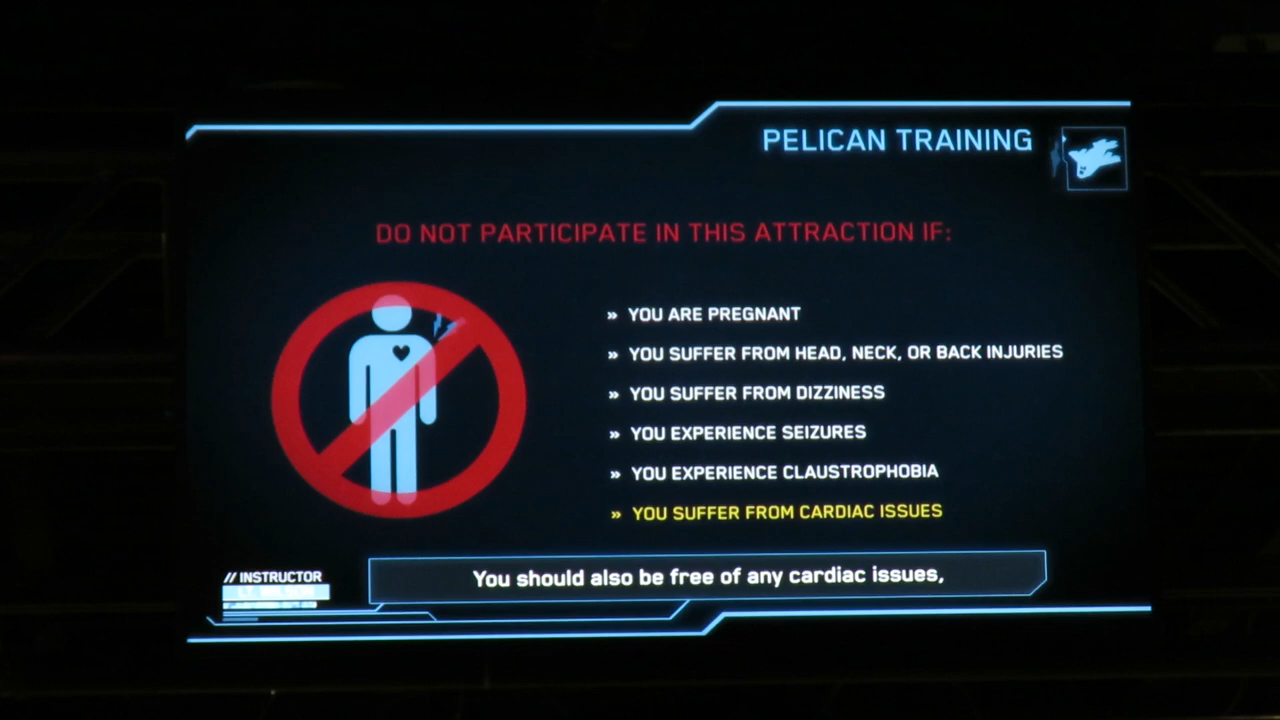 PELICAN TRAINING
DO NOT PARTICIPATE IN THIS ATTRACTION IF:
» YOU ARE PREGNANT
» YOU SUFFER FROM HEAD, NECK, OR BACK INJURIES
» YOU SUFFER FROM DIZZINESS
» YOU EXPERIENCE SEIZURES
» YOU EXPERIENCE CLAUSTROPHOBIA
» YOU SUFFER FROM CARDIAC ISSUES
// INSTRUCTOR
You should also be free of any cardiac issues,